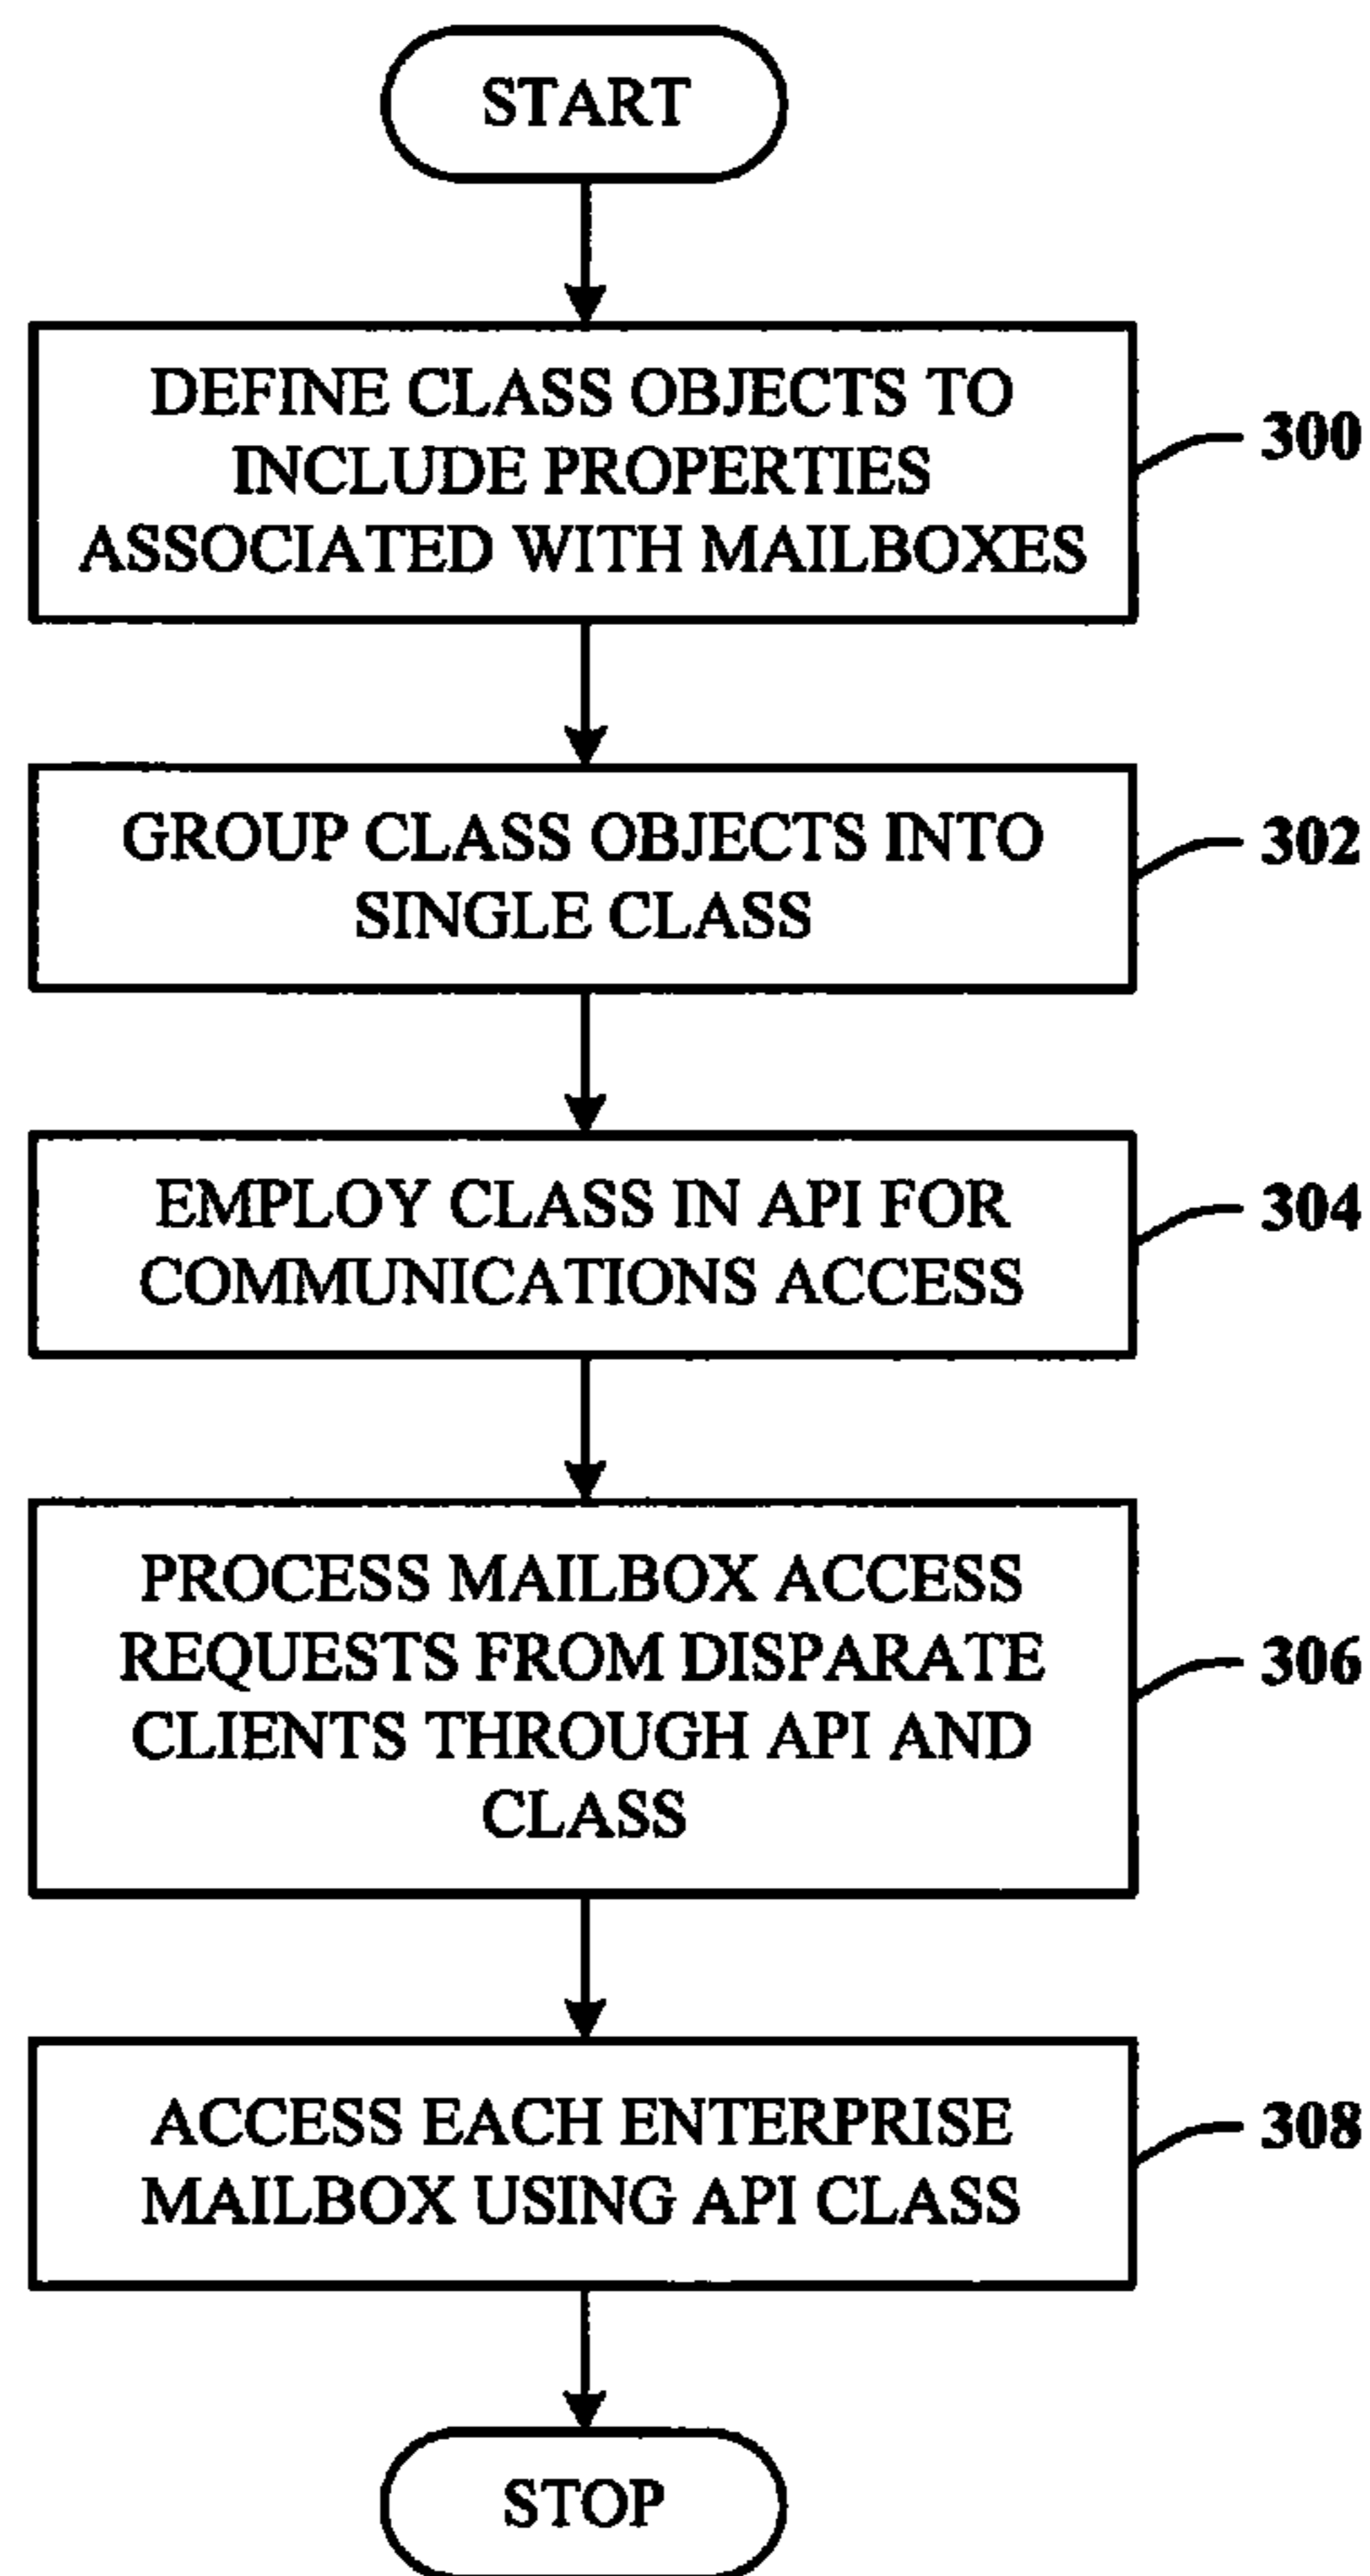 START
DEFINE CLASS OBJECTS TO
INCLUDE PROPERTIES
ASSOCIATED WITH MAILBOXES
300
GROUP CLASS OBJECTS INTO
SINGLE CLASS
302
EMPLOY CLASS IN API FOR
COMMUNICATIONS ACCESS
304
PROCESS MAILBOX ACCESS
REQUESTS FROM DISPARATE
CLIENTS THROUGH API AND
CLASS
306
ACCESS EACH ENTERPRISE
MAILBOX USING API CLASS
308
STOP